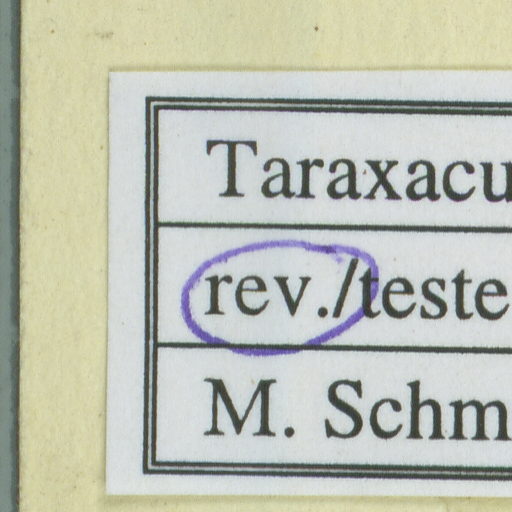 Taraxacu
rev./teste
M. Schm